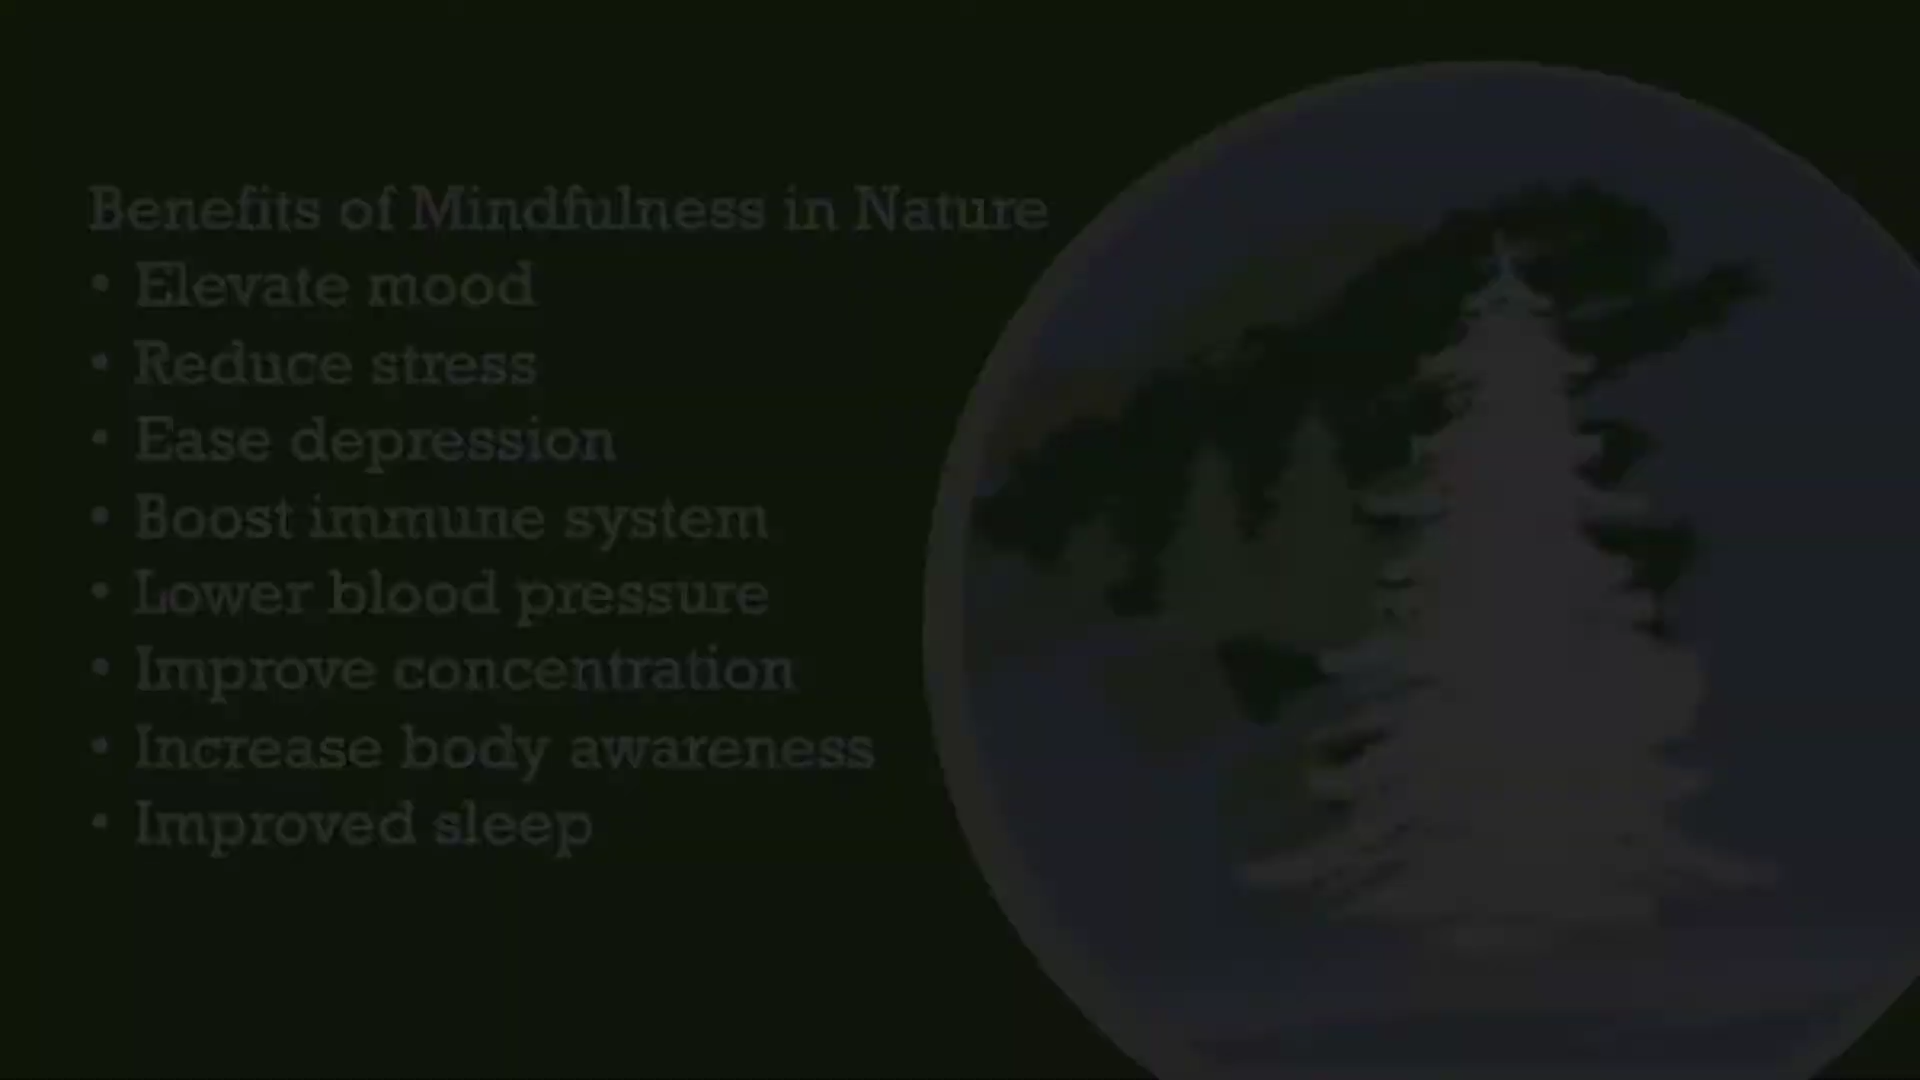 Benefits of Mindfulness in Nature
• Elevate mood
• Reduce stress
• Ease depression
• Boost immune system
• Lower blood pressure
• Improve concentration
• Increase body awareness
• Improved sleep